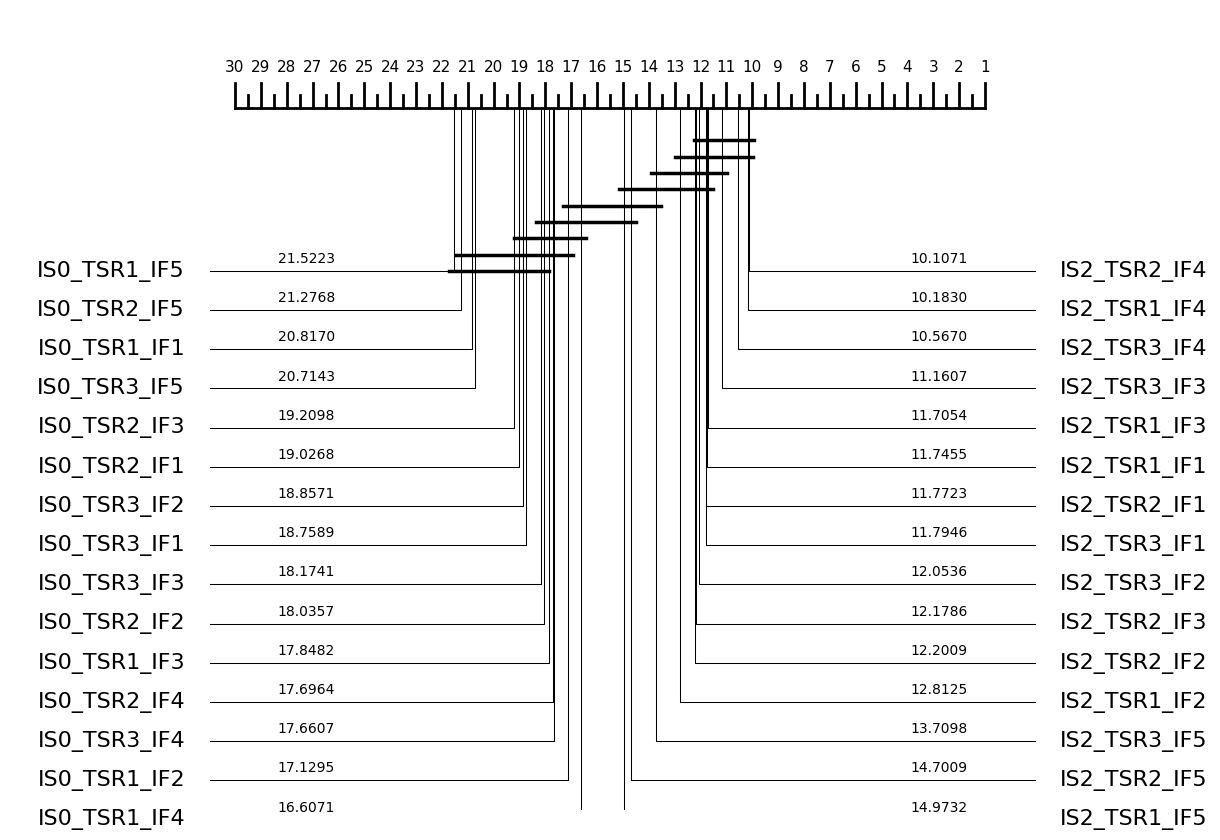 30 29 28 27 26 25 24 23 22 21 20 19 18 17 16 15 14 13 12 11 10 9 8 7 6 5 4 3 2 1
IS0_TSR1_IF5 21.5223 10.1071 IS2_TSR2_IF4
IS0_TSR2_IF5 21.2768 10.1830 IS2_TSR1_IF4
IS0_TSR1_IF1 20.8170 10.5670 IS2_TSR3_IF4
IS0_TSR3_IF5 20.7143 11.1607 IS2_TSR3_IF3
IS0_TSR2_IF3 19.2098 11.7054 IS2_TSR1_IF3
IS0_TSR2_IF1 19.0268 11.7455 IS2_TSR1_IF1
IS0_TSR3_IF2 18.8571 11.7723 IS2_TSR2_IF1
IS0_TSR3_IF1 18.7589 11.7946 IS2_TSR3_IF1
IS0_TSR3_IF3 18.1741 12.0536 IS2_TSR3_IF2
IS0_TSR2_IF2 18.0357 12.1786 IS2_TSR2_IF3
IS0_TSR1_IF3 17.8482 12.2009 IS2_TSR2_IF2
IS0_TSR2_IF4 17.6964 12.8125 IS2_TSR1_IF2
IS0_TSR3_IF4 17.6607 13.7098 IS2_TSR3_IF5
IS0_TSR1_IF2 17.1295 14.7009 IS2_TSR2_IF5
IS0_TSR1_IF4 16.6071 14.9732 IS2_TSR1_IF5